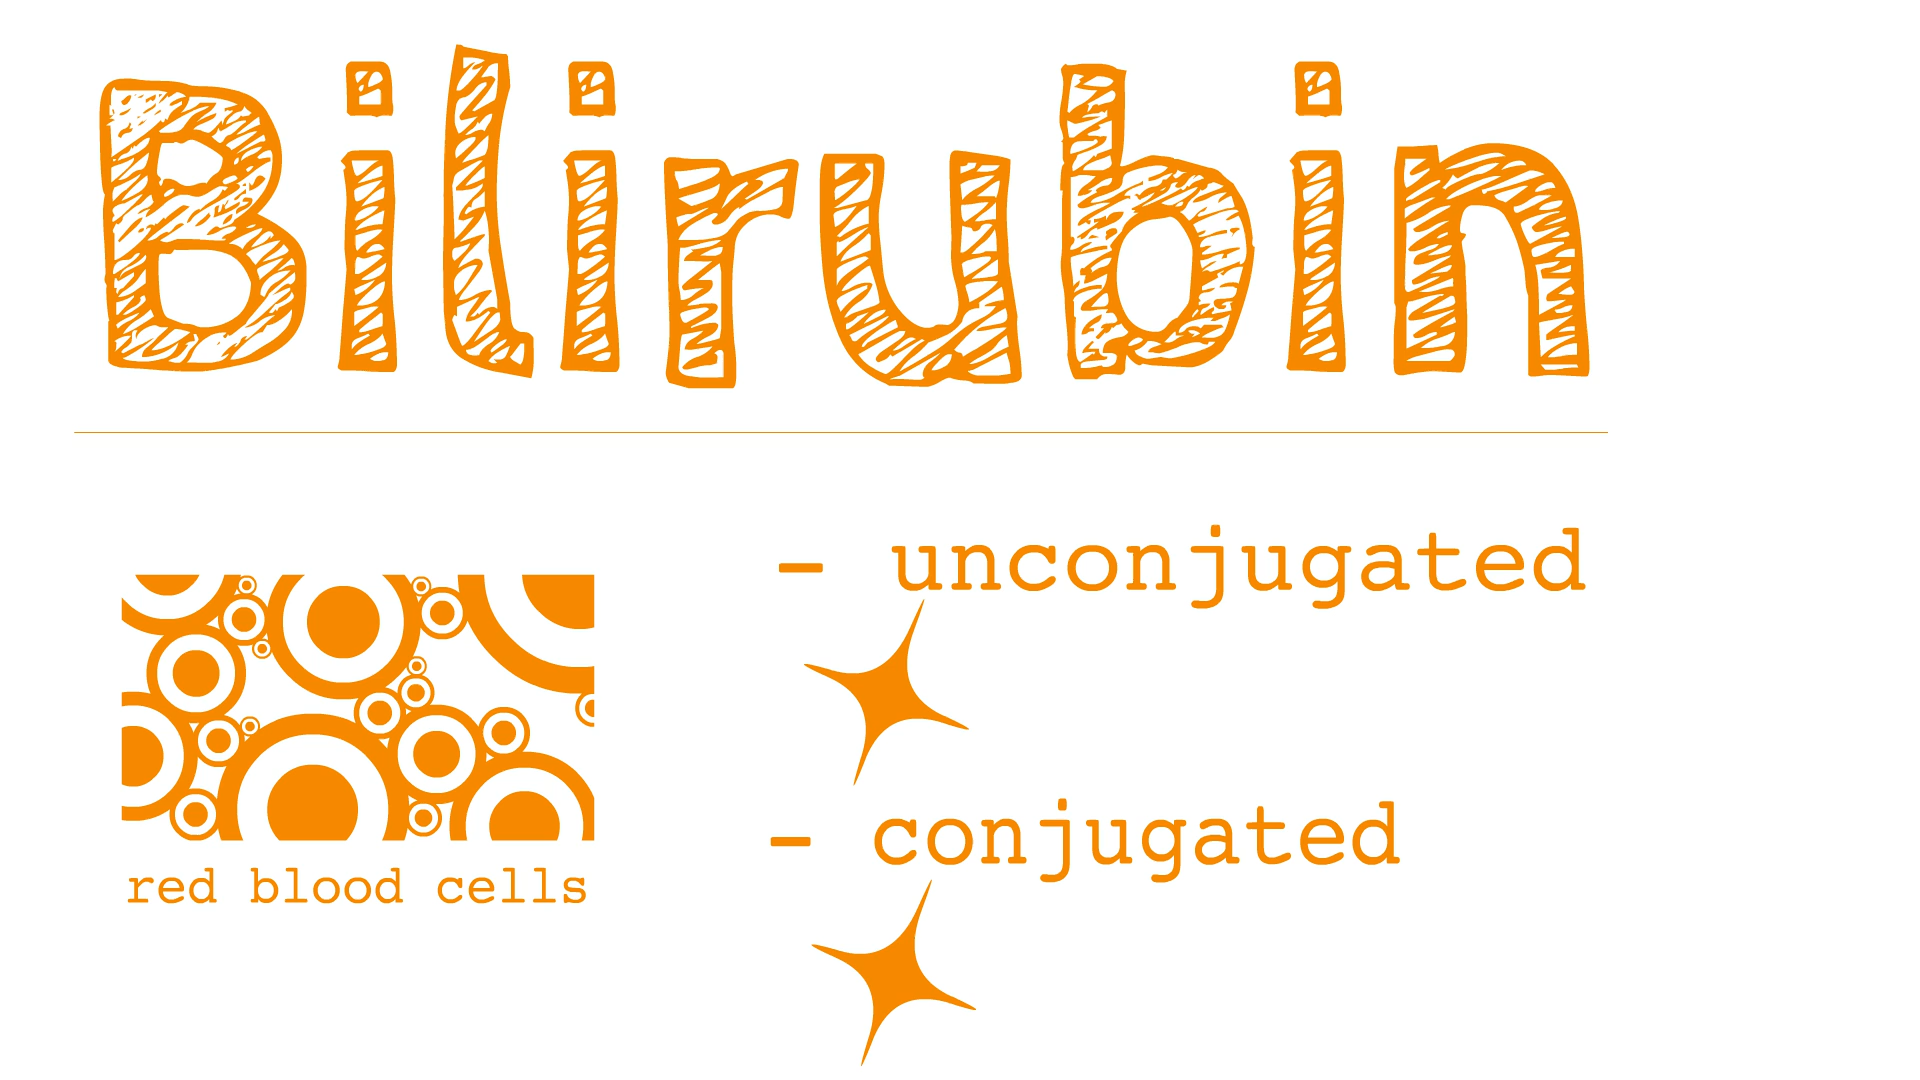 Bilirubin
- unconjugated
- conjugated
red blood cells